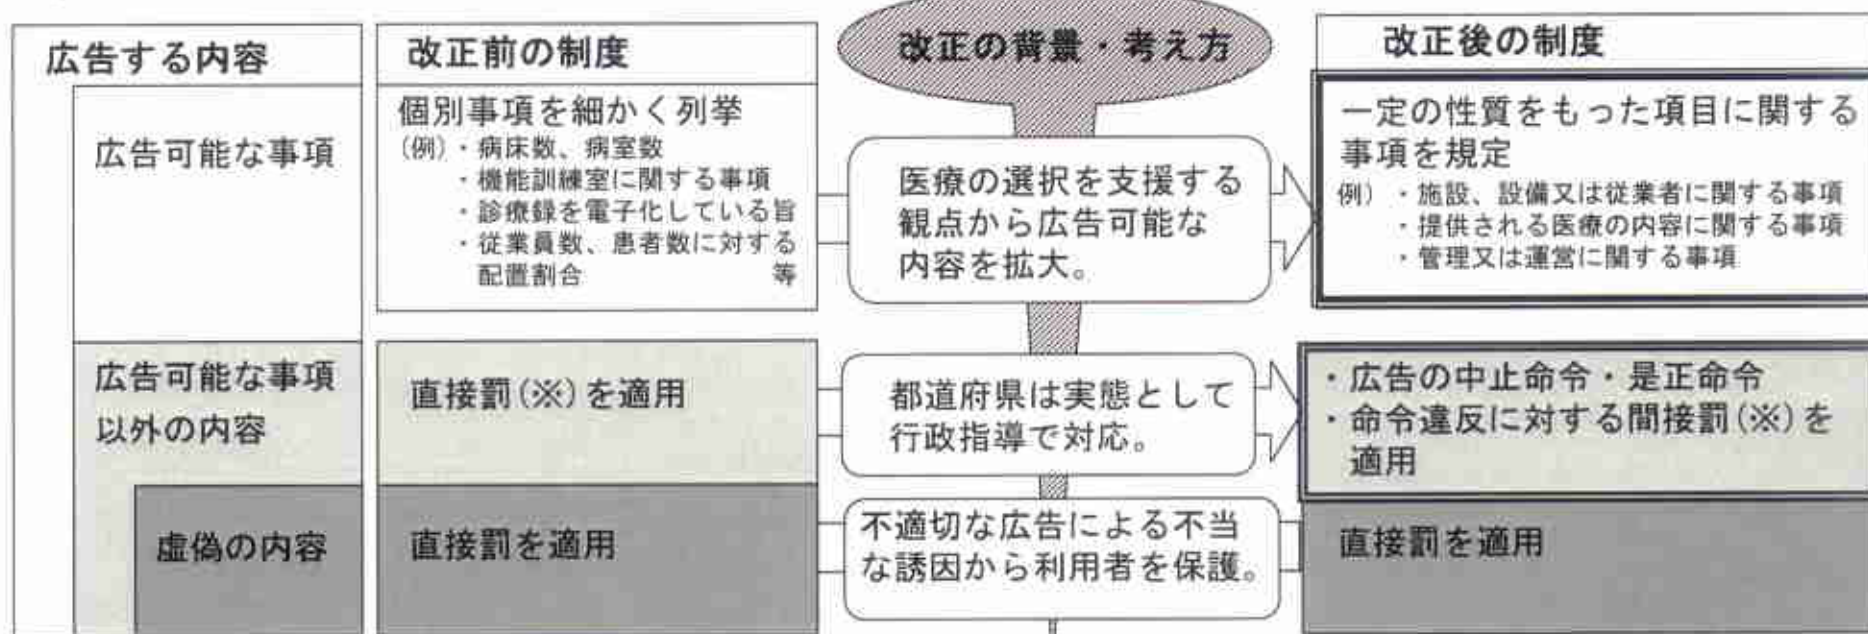 広告する内容
改正前の制度
改正の背景・考え方
改正後の制度
広告可能な事項
個別事項を細かく列挙
(例)・病床数、病室数
・機能訓練室に関する事項
・診療録を電子化している旨
・従業員数、患者数に対する
配置割合 等
医療の選択を支援する
観点から広告可能な
内容を拡大。
一定の性質をもった項目に関する
事項を規定
例)・施設、設備又は従業者に関する事項
・提供される医療の内容に関する事項
・管理又は運営に関する事項
広告可能な事項
以外の内容
直接罰(※)を適用
都道府県は実態として
行政指導で対応。
・広告の中止命令・是正命令
・命令違反に対する間接罰(※)を
適用
虚偽の内容
直接罰を適用
不適切な広告による不当
な誘因から利用者を保護。
直接罰を適用